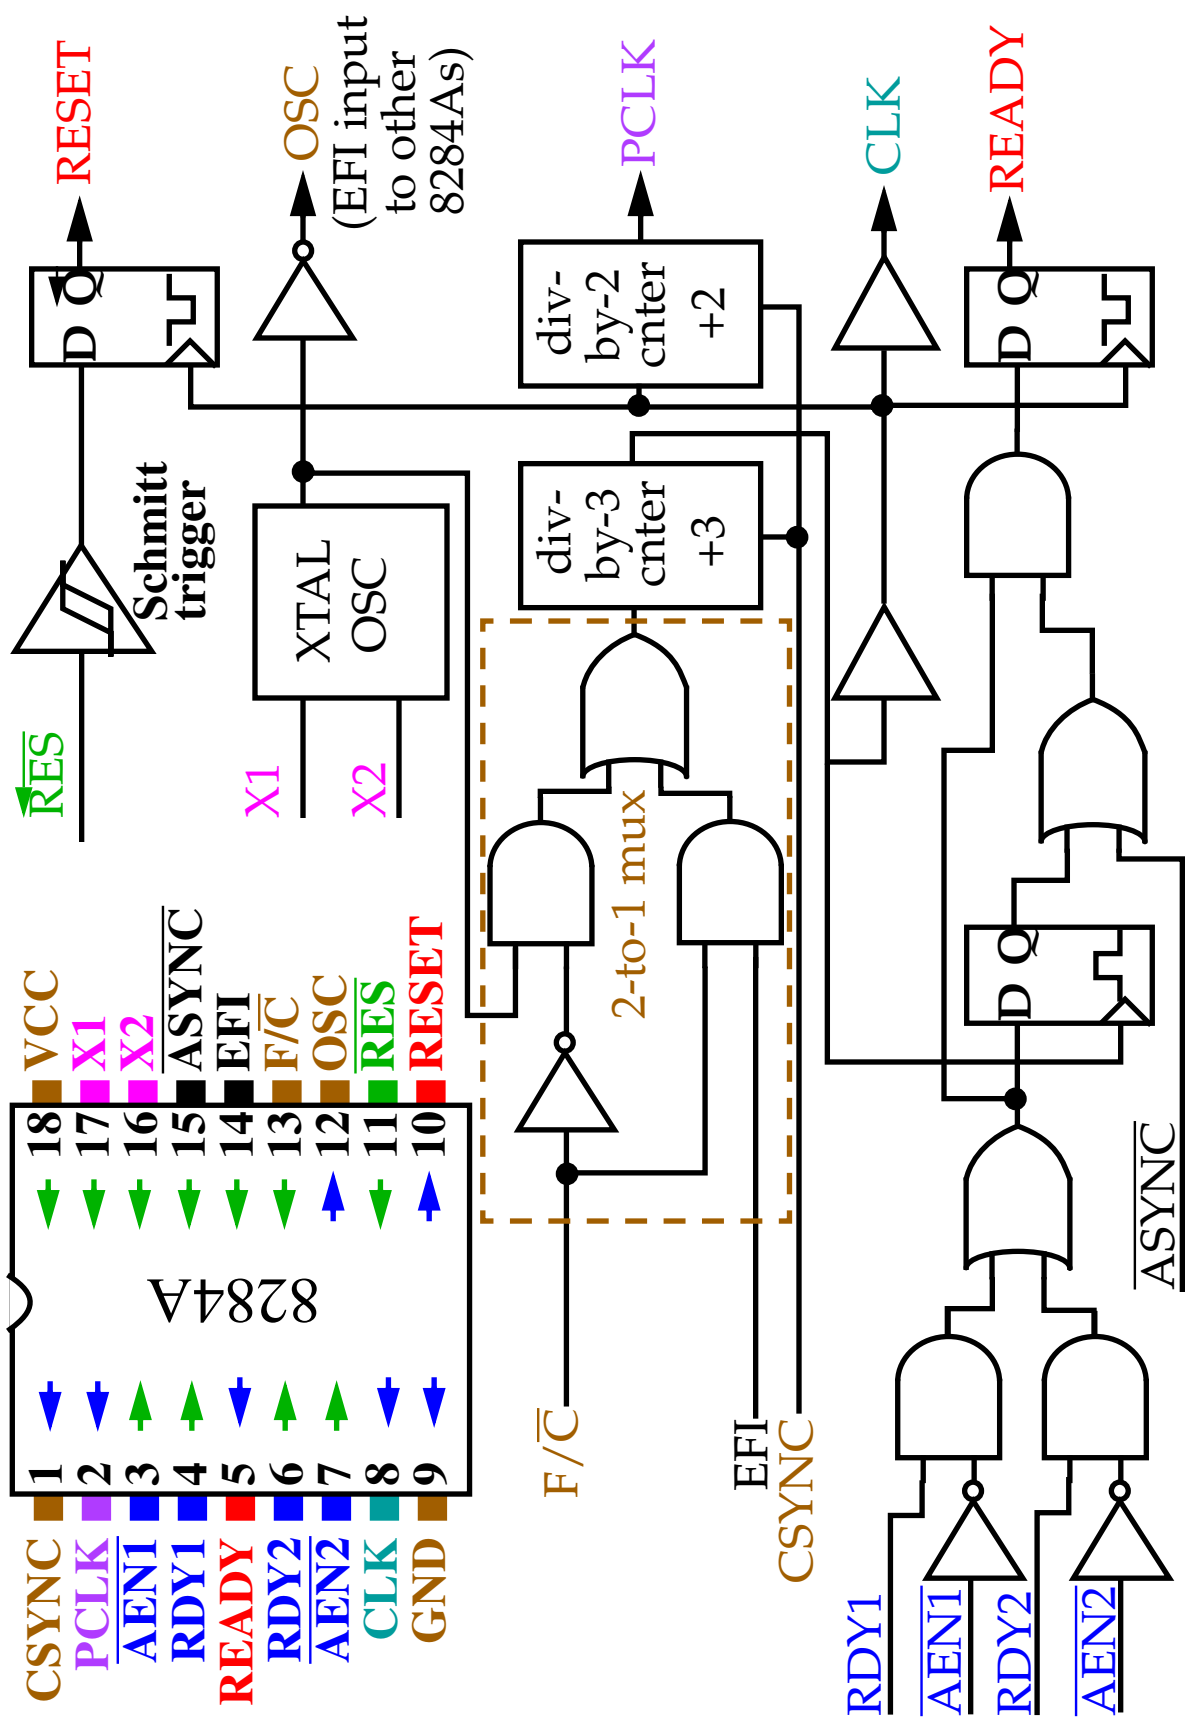 CSYNC
PCLK
AEN1
RDY1
READY
RDY2
AEN2
CLK
GND
1
2
3
4
5
6
7
8
9
8284A
18
17
16
15
14
13
12
11
10
VCC
X1
X2
ASYNC
EFI
F/C
OSC
RES
RESET
RES
Schmitt
trigger
D Q
RESET
X1
X2
XTAL
OSC
OSC
(EFI input
to other
8284As)
F/C
EFI
CSYNC
2-to-1 mux
div-
by-3
cnter
+3
div-
by-2
cnter
+2
PCLK
CLK
RDY1
AEN1
RDY2
AEN2
ASYNC
D Q
D Q
READY